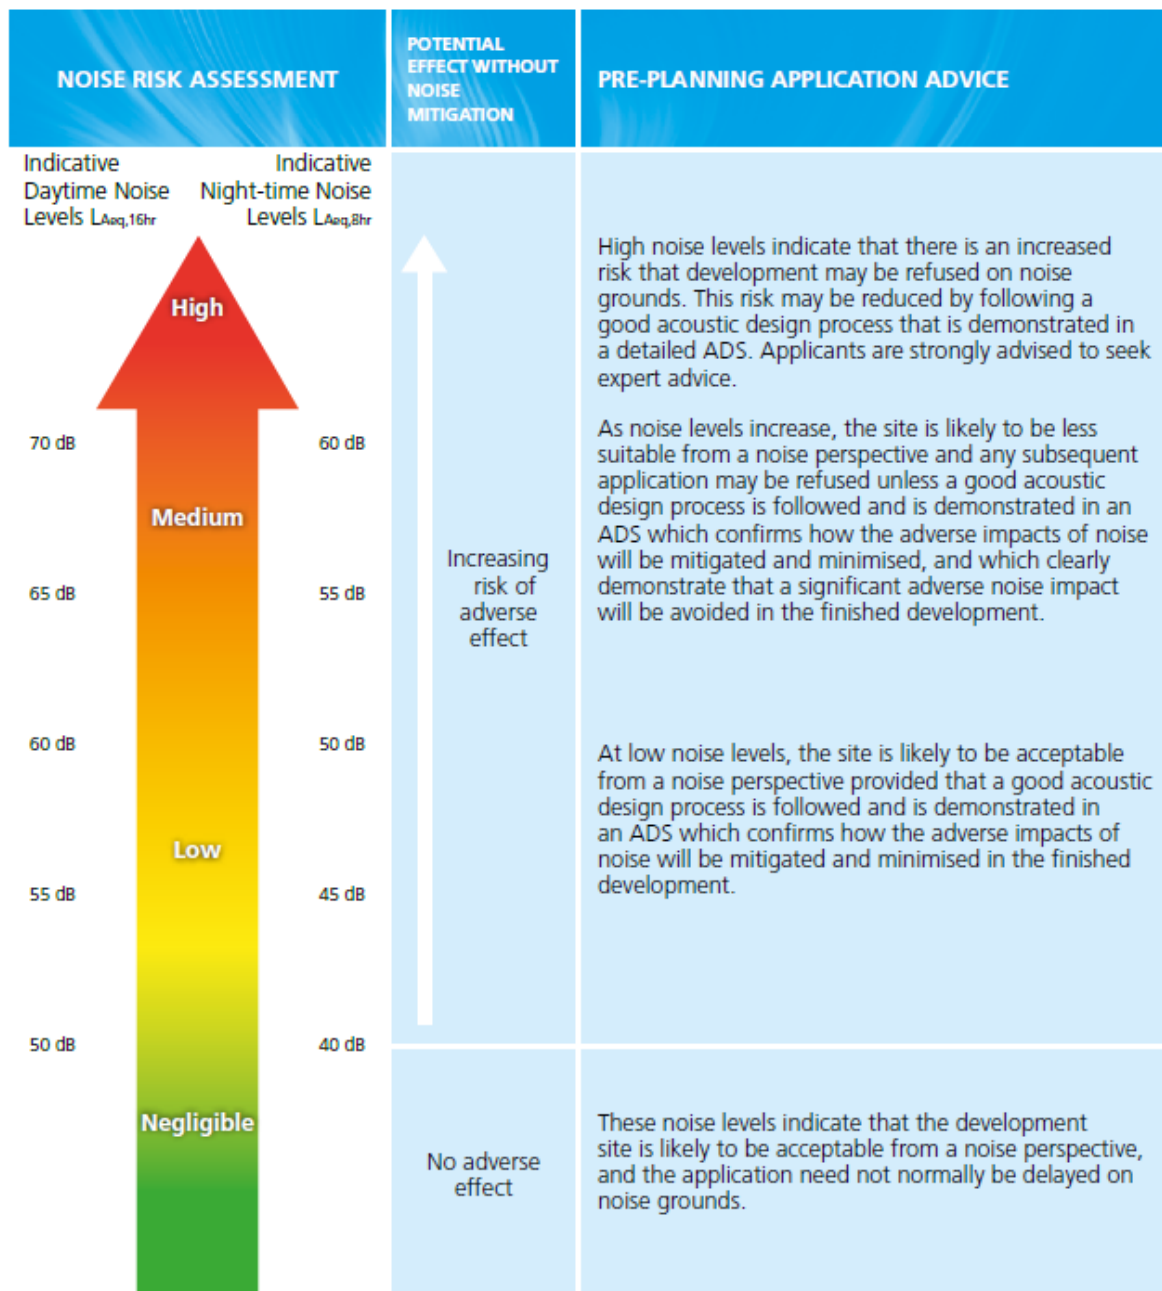 NOISE RISK ASSESSMENT
POTENTIAL
EFFECT WITHOUT
NOISE
MITIGATION
PRE-PLANNING APPLICATION ADVICE
Indicative
Daytime Noise
Levels LAeq,16hr
Indicative
Night-time Noise
Levels LAeq,8hr
High
70 dB
60 dB
Medium
65 dB
55 dB
60 dB
50 dB
Low
55 dB
45 dB
50 dB
40 dB
Negligible
Increasing
risk of
adverse
effect
No adverse
effect
High noise levels indicate that there is an increased
risk that development may be refused on noise
grounds. This risk may be reduced by following a
good acoustic design process that is demonstrated in
a detailed ADS. Applicants are strongly advised to seek
expert advice.
As noise levels increase, the site is likely to be less
suitable from a noise perspective and any subsequent
application may be refused unless a good acoustic
design process is followed and is demonstrated in an
ADS which confirms how the adverse impacts of noise
will be mitigated and minimised, and which clearly
demonstrate that a significant adverse noise impact
will be avoided in the finished development.
At low noise levels, the site is likely to be acceptable
from a noise perspective provided that a good acoustic
design process is followed and is demonstrated in
an ADS which confirms how the adverse impacts of
noise will be mitigated and minimised in the finished
development.
These noise levels indicate that the development
site is likely to be acceptable from a noise perspective,
and the application need not normally be delayed on
noise grounds.